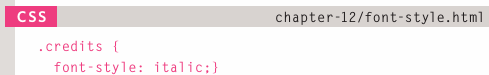 CSS chapter-12/font-style.html
.credits {
  font-style: italic;}